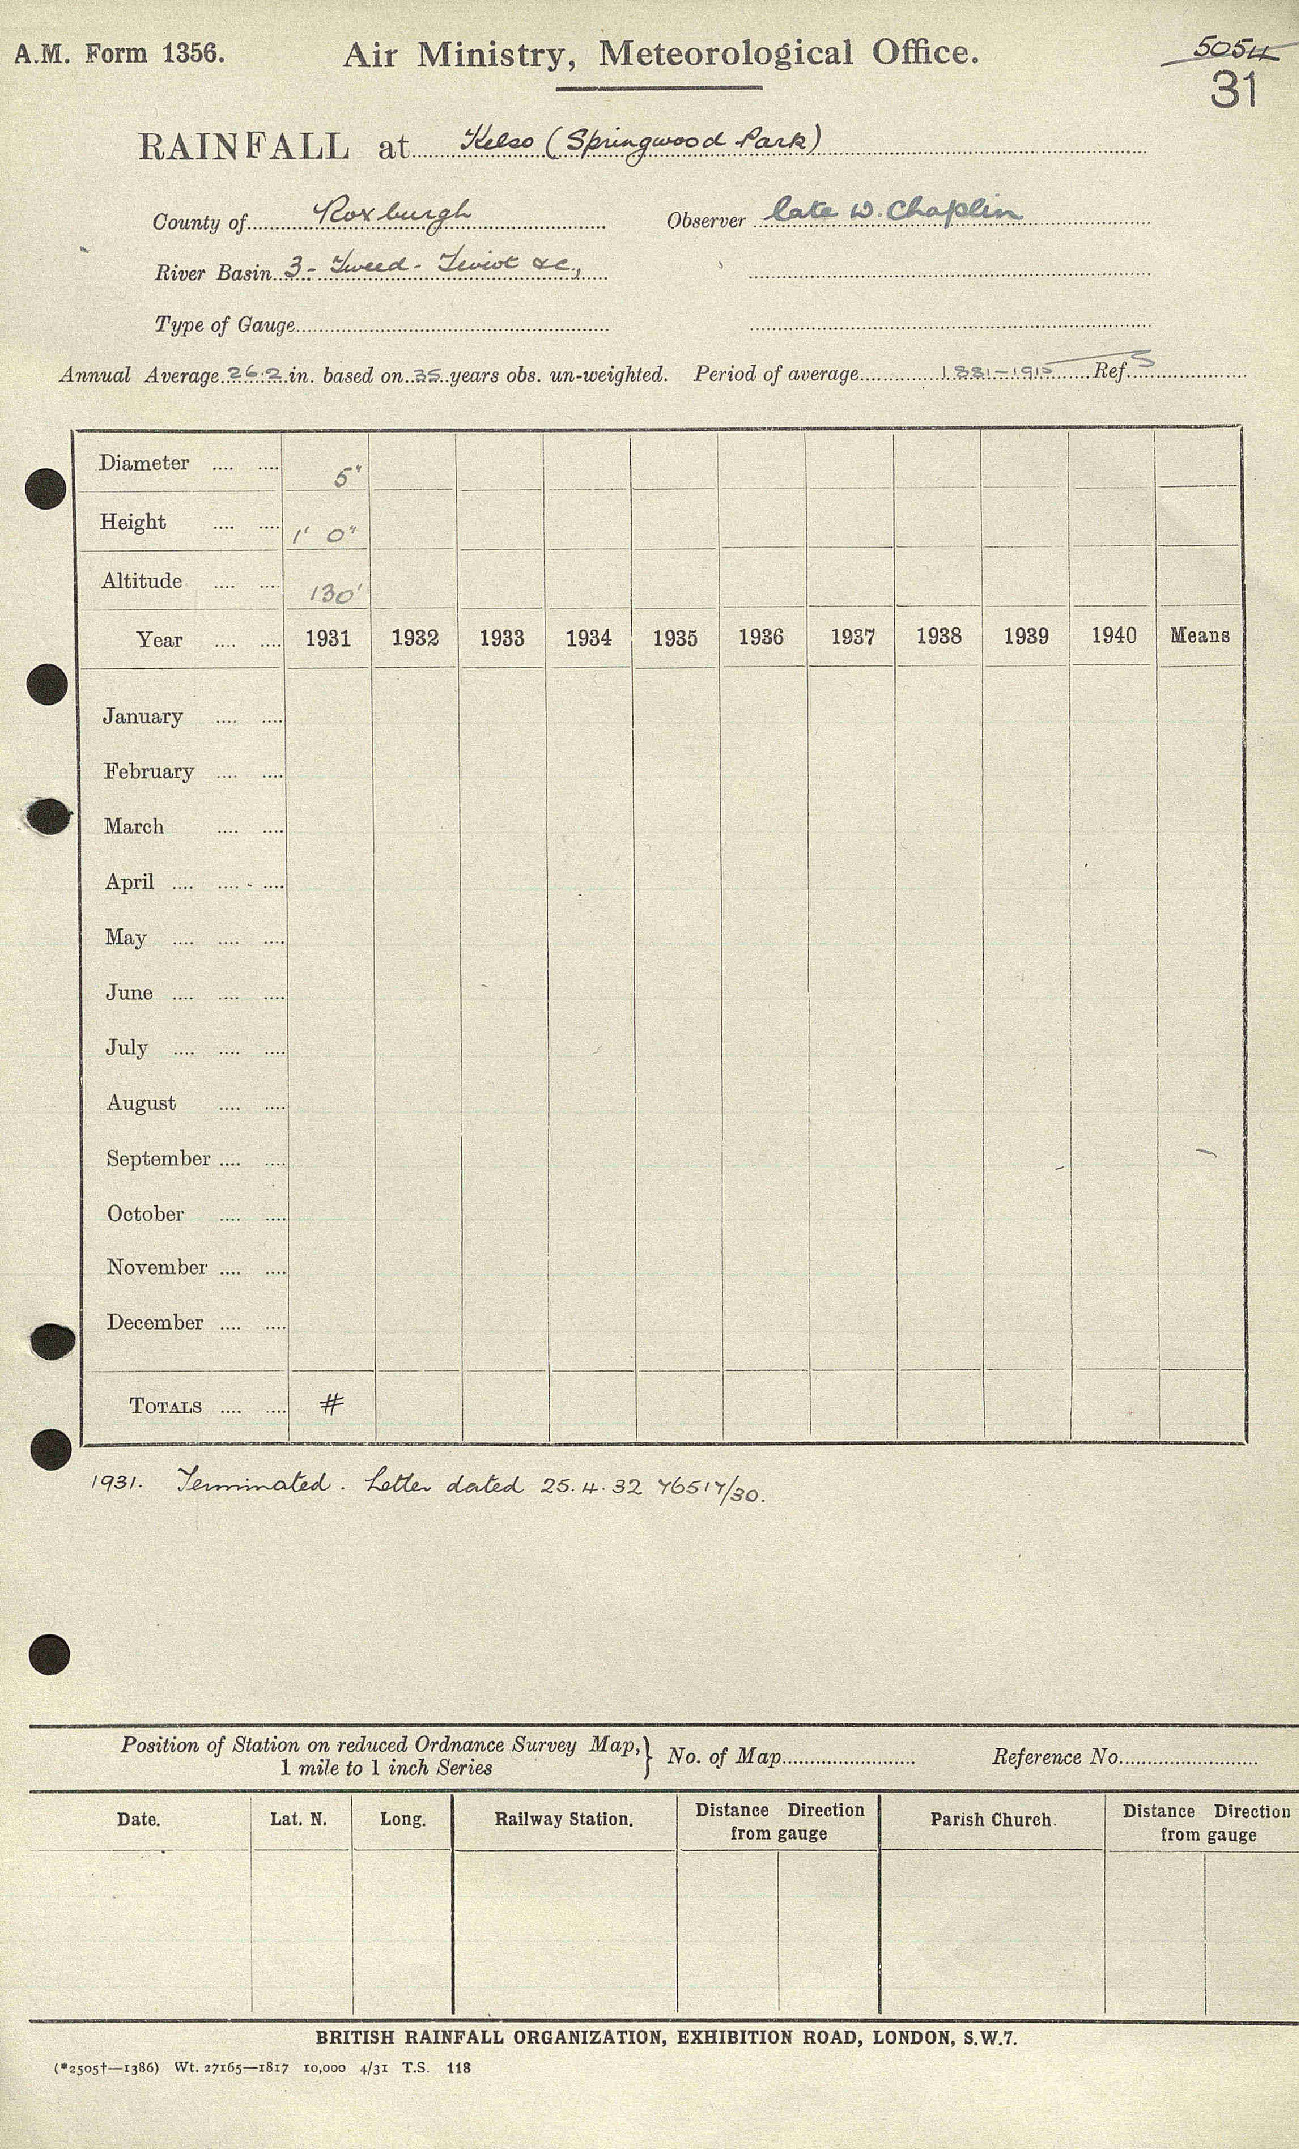 A.M. Form 1356. Air Ministry, Meteorological Office. 5054
31
RAINFALL at Kelso (Springwood Park)
County of Roxburgh Observer late W. Chaplin
River Basin 3 - Tweed - Teviot &c,
Type of Gauge
Annual Average 26.2 in. based on 35 years obs. un-weighted. Period of average 1881-1915 Ref. S
Diameter .... .... 5"
Height .... .... 1' 0"
Altitude .... .... 130'
Year .... .... 1931 1932 1933 1934 1935 1936 1937 1938 1939 1940 Means
January .... ....
February .... ....
March .... ....
April .... .... ....
May .... .... ....
June .... .... ....
July .... .... ....
August .... ....
September .... ....
October .... ....
November .... ....
December .... ....
TOTALS .... .... #
1931. Terminated. Letter dated 25.4.32 76517/30.
Position of Station on reduced Ordnance Survey Map,} No. of Map Reference No.
1 mile to 1 inch Series
Date. Lat. N. Long. Railway Station. Distance Direction Parish Church. Distance Direction
from gauge from gauge
BRITISH RAINFALL ORGANIZATION, EXHIBITION ROAD, LONDON, S.W.7.
(*2505†—1386) Wt. 27165—1817 10,000 4/31 T.S. 118